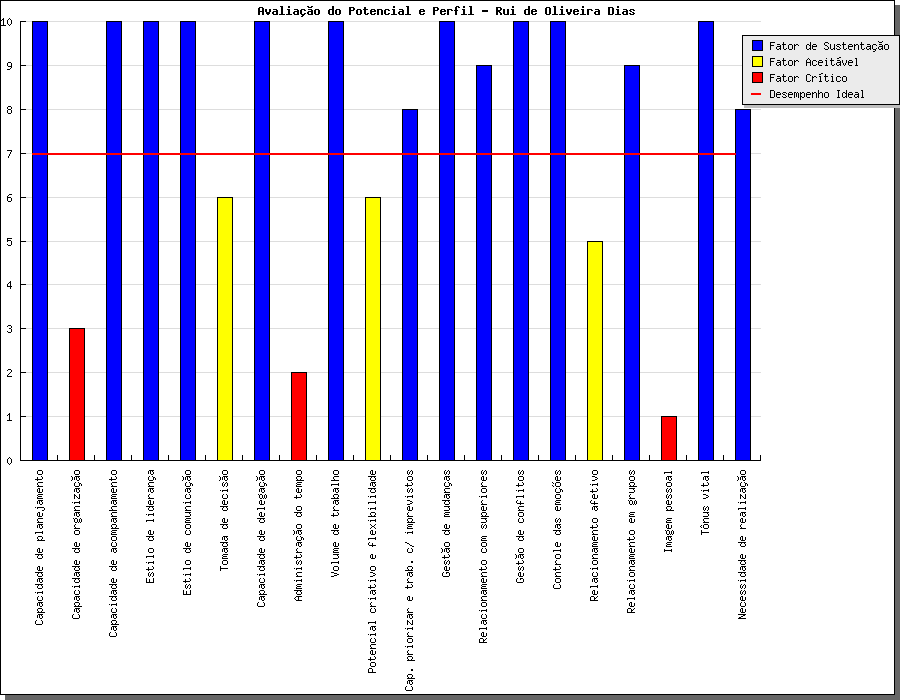 Avaliação do Potencial e Perfil - Rui de Oliveira Dias
10
9
8
7
6
5
4
3
2
1
0
Fator de Sustentação
Fator Aceitável
Fator Crítico
Desempenho Ideal
Capacidade de planejamento
Capacidade de organização
Capacidade de acompanhamento
Estilo de liderança
Estilo de comunicação
Tomada de decisão
Capacidade de delegação
Administração do tempo
Volume de trabalho
Potencial criativo e flexibilidade
Cap. priorizar e trab. c/ imprevistos
Gestão de mudanças
Relacionamento com superiores
Gestão de conflitos
Controle das emoções
Relacionamento afetivo
Relacionamento em grupos
Imagem pessoal
Tônus vital
Necessidade de realização